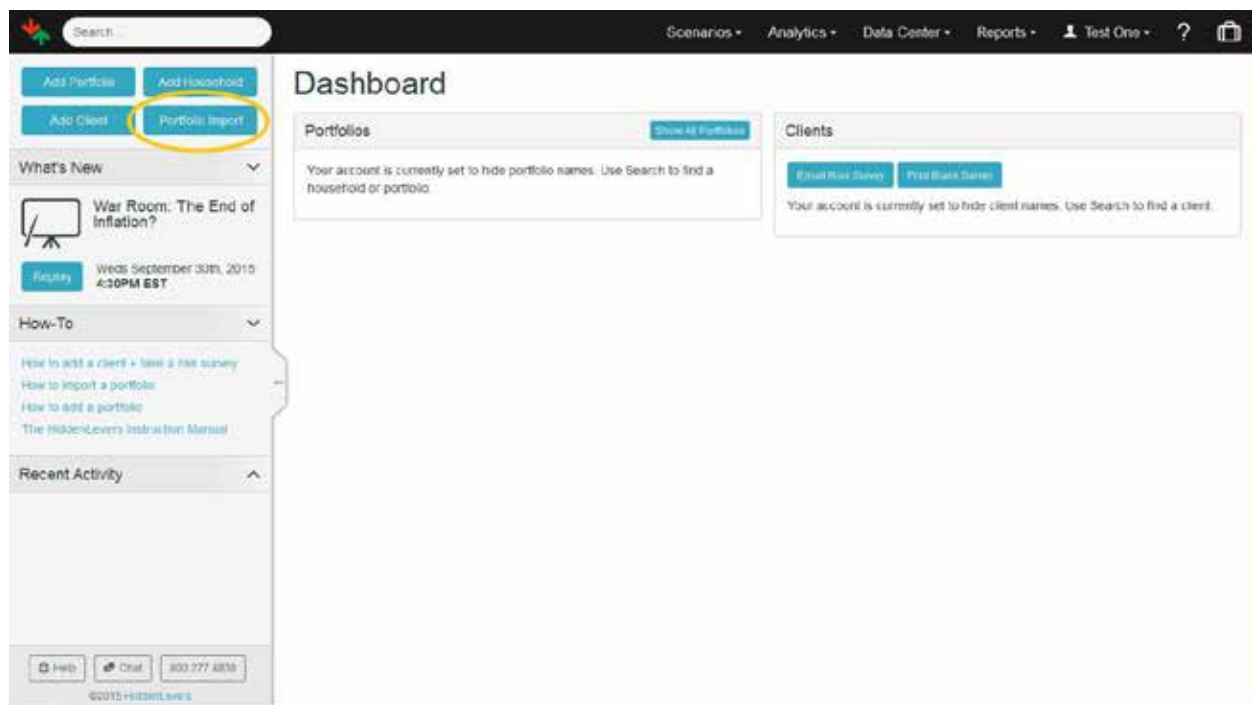 Search...
Scenarios
Analytics
Data Center
Reports
Test One
?
Add Portfolio
Add Household
Add Client
Portfolio Import
What's New
War Room: The End of
Inflation?
Replay
Weds September 30th, 2015
4:30PM EST
How-To
How to add a client + take a risk survey
How to import a portfolio
How to add a portfolio
The HiddenLevers Instruction Manual
Recent Activity
Help
Chat
800 277 4838
©2015 HiddenLevers
Dashboard
Portfolios
Show All Portfolios
Your account is currently set to hide portfolio names. Use Search to find a
household or portfolio.
Clients
Email Risk Survey
Print Blank Survey
Your account is currently set to hide client names. Use Search to find a client.